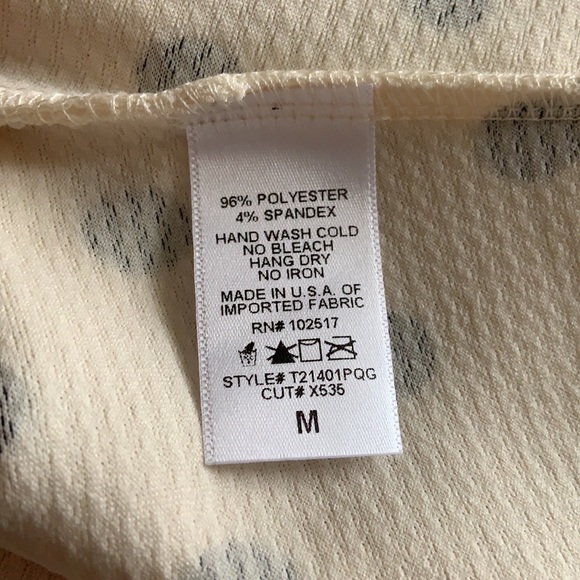 96% POLYESTER
4% SPANDEX
HAND WASH COLD
NO BLEACH
HANG DRY
NO IRON
MADE IN U.S.A. OF
IMPORTED FABRIC
RN# 102517
STYLE# T21401PQG
CUT# X535
M